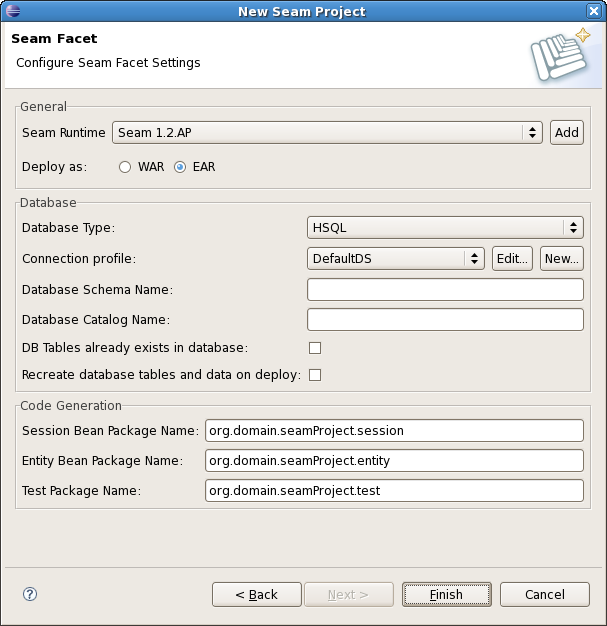 New Seam Project
Seam Facet
Configure Seam Facet Settings
General
Seam Runtime Seam 1.2.AP Add
Deploy as: WAR EAR
Database
Database Type: HSQL
Connection profile: DefaultDS Edit... New...
Database Schema Name:
Database Catalog Name:
DB Tables already exists in database:
Recreate database tables and data on deploy:
Code Generation
Session Bean Package Name: org.domain.seamProject.session
Entity Bean Package Name: org.domain.seamProject.entity
Test Package Name: org.domain.seamProject.test
? < Back Next > Finish Cancel